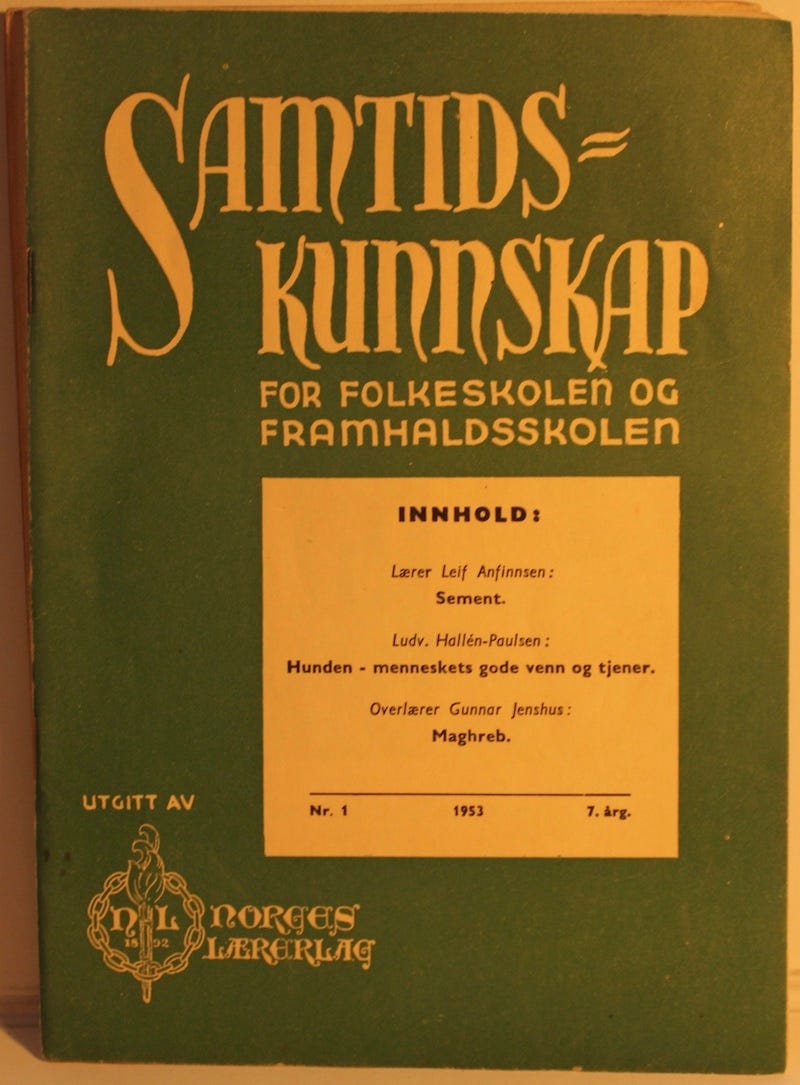 SAMTIDS=
KUNNSKAP
FOR FOLKESKOLEN OG
FRAMHALDSSKOLEN
INNHOLD:
Lærer Leif Anfinnsen:
Sement.
Ludv. Hallén-Paulsen:
Hunden - menneskets gode venn og tjener.
Overlærer Gunnar Jenshus:
Maghreb.
Nr. 1 1953 7. årg.
UTGITT AV
N L
1892
NORGES
LÆRERLAG